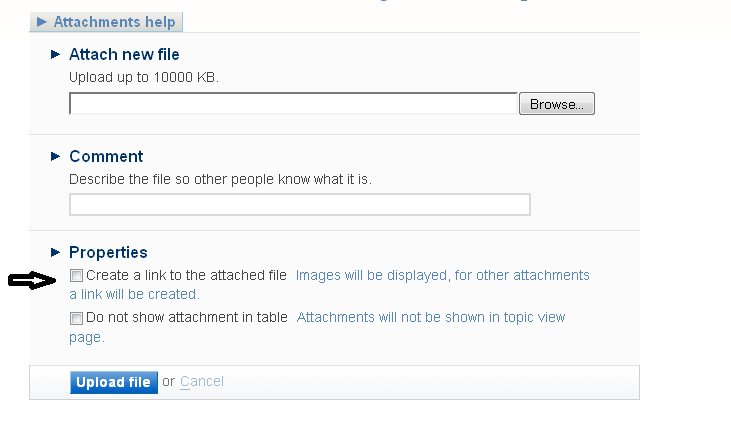 Attachments help
Attach new file
Upload up to 10000 KB.
Browse...
Comment
Describe the file so other people know what it is.
Properties
Create a link to the attached file Images will be displayed, for other attachments
a link will be created.
Do not show attachment in table Attachments will not be shown in topic view
page.
Upload file or Cancel